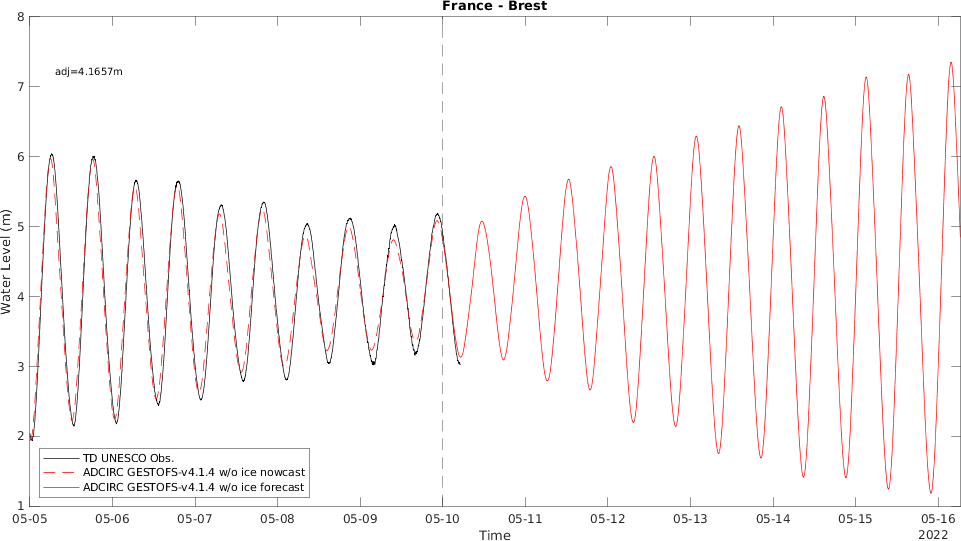 France - Brest
8
adj=4.1657m
7
6
5
4
3
2
1
Water Level (m)
TD UNESCO Obs.
ADCIRC GESTOFS-v4.1.4 w/o ice nowcast
ADCIRC GESTOFS-v4.1.4 w/o ice forecast
05-05 05-06 05-07 05-08 05-09 05-10 05-11 05-12 05-13 05-14 05-15 05-16
Time
2022